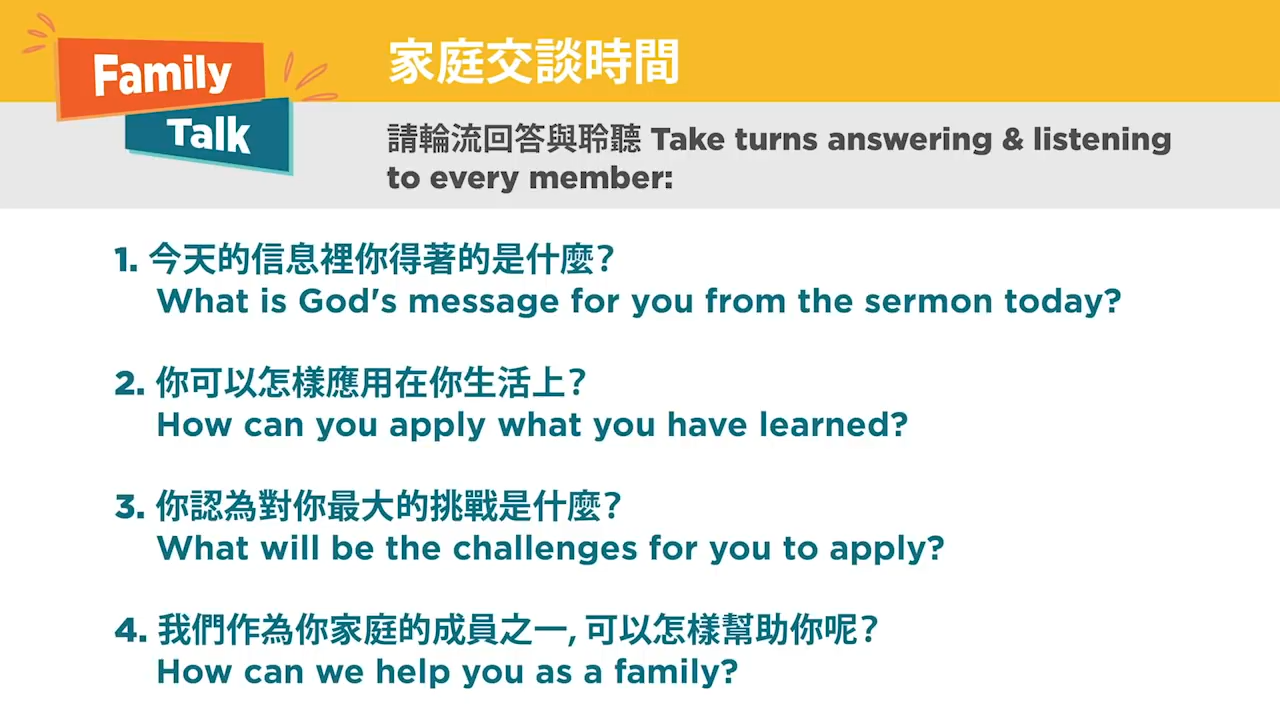 Family
Talk
家庭交談時間
請輪流回答與聆聽 Take turns answering & listening
to every member:
1. 今天的信息裡你得著的是什麼?
What is God's message for you from the sermon today?
2. 你可以怎樣應用在你生活上?
How can you apply what you have learned?
3. 你認為對你最大的挑戰是什麼?
What will be the challenges for you to apply?
4. 我們作為你家庭的成員之一, 可以怎樣幫助你呢?
How can we help you as a family?